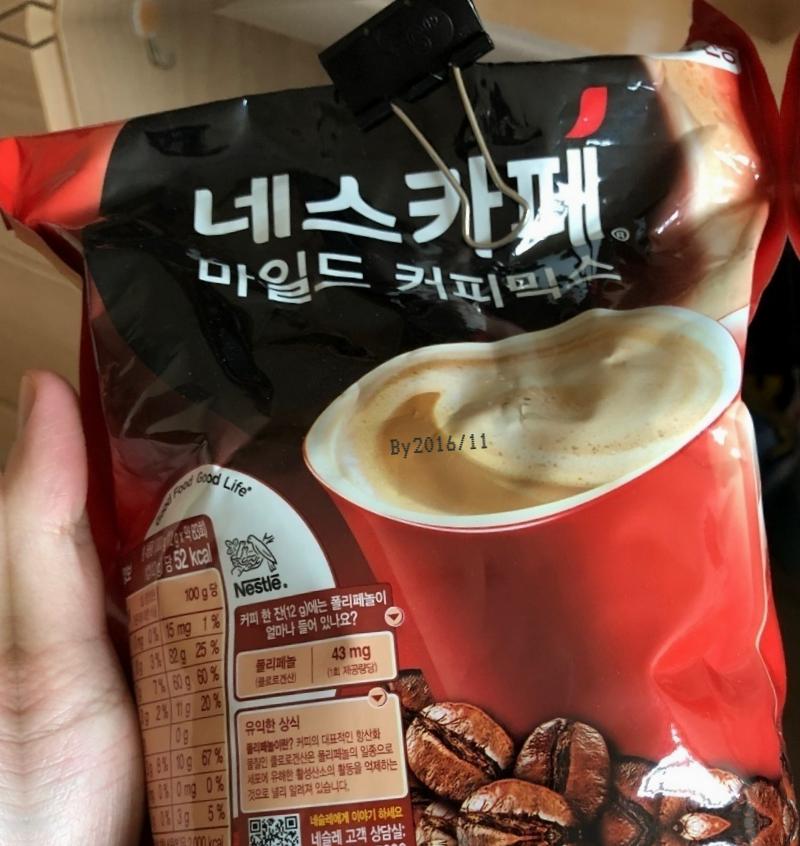 네스카페®
마일드 커피믹스
By2016/11
Good Food Good Life®
Nestlé®
52 kcal
100 g 당
15 mg 1 %
82 g 25 %
60 g 60 %
11 g 20 %
0 g
10 g 67 %
0 mg 0 %
3 g 5 %
2,000 kcal
커피 한 잔(12 g)에는 폴리페놀이
얼마나 들어 있나요?
폴리페놀
(클로로겐산)
43 mg
(1회 제공량당)
유익한 상식
폴리페놀이란? 커피의 대표적인 항산화
물질인 클로로겐산은 폴리페놀의 일종으로
세포에 유해한 활성산소의 활동을 억제하는
것으로 널리 알려져 있습니다.
네슬레에게 이야기 하세요
네슬레 고객 상담실: